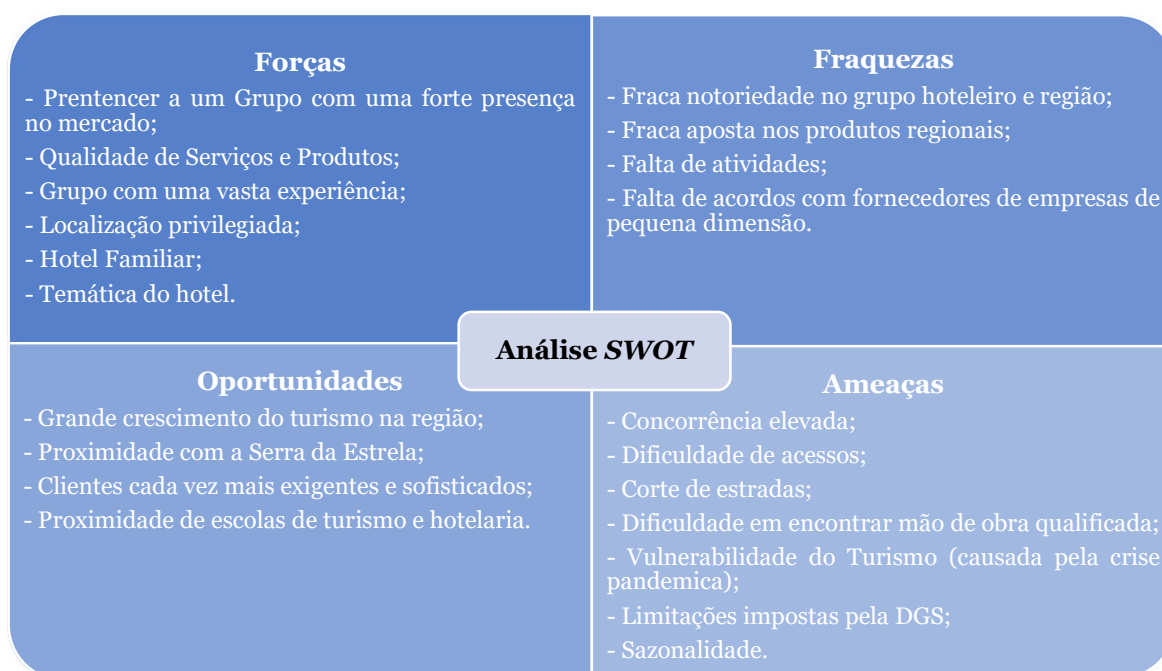 Forças
- Prentencer a um Grupo com uma forte presença
no mercado;
- Qualidade de Serviços e Produtos;
- Grupo com uma vasta experiência;
- Localização privilegiada;
- Hotel Familiar;
- Temática do hotel.
Fraquezas
- Fraca notoriedade no grupo hoteleiro e região;
- Fraca aposta nos produtos regionais;
- Falta de atividades;
- Falta de acordos com fornecedores de empresas de
pequena dimensão.
Análise SWOT
Oportunidades
- Grande crescimento do turismo na região;
- Proximidade com a Serra da Estrela;
- Clientes cada vez mais exigentes e sofisticados;
- Proximidade de escolas de turismo e hotelaria.
Ameaças
- Concorrência elevada;
- Dificuldade de acessos;
- Corte de estradas;
- Dificuldade em encontrar mão de obra qualificada;
- Vulnerabilidade do Turismo (causada pela crise
pandemica);
- Limitações impostas pela DGS;
- Sazonalidade.